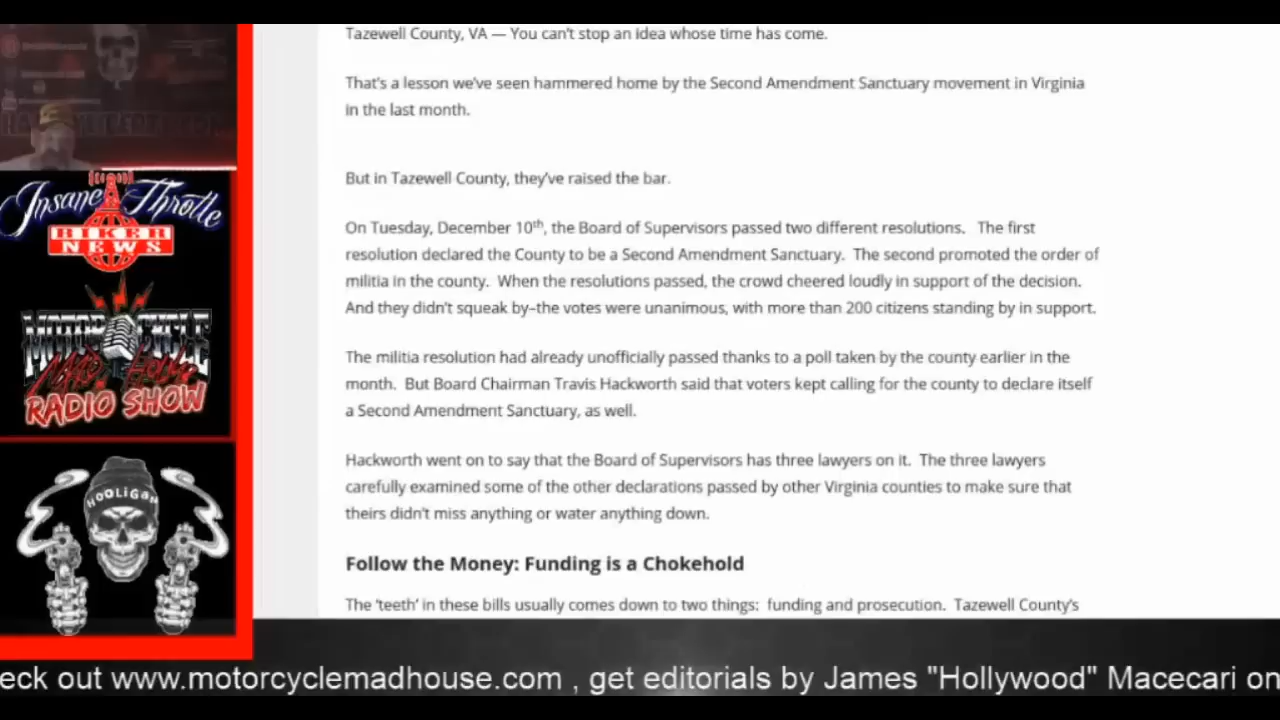 Tazewell County, VA — You can't stop an idea whose time has come.
That's a lesson we've seen hammered home by the Second Amendment Sanctuary movement in Virginia
in the last month.
But in Tazewell County, they've raised the bar.
On Tuesday, December 10th, the Board of Supervisors passed two different resolutions.   The first
resolution declared the County to be a Second Amendment Sanctuary.  The second promoted the order of
militia in the county.  When the resolutions passed, the crowd cheered loudly in support of the decision.
And they didn't squeak by–the votes were unanimous, with more than 200 citizens standing by in support.
The militia resolution had already unofficially passed thanks to a poll taken by the county earlier in the
month.  But Board Chairman Travis Hackworth said that voters kept calling for the county to declare itself
a Second Amendment Sanctuary, as well.
Hackworth went on to say that the Board of Supervisors has three lawyers on it.  The three lawyers
carefully examined some of the other declarations passed by other Virginia counties to make sure that
theirs didn't miss anything or water anything down.
Follow the Money: Funding is a Chokehold
The 'teeth' in these bills usually comes down to two things:  funding and prosecution.  Tazewell County's
Insane Throttle
BIKER
NEWS
MOTORCYCLE
Mad House
RADIO SHOW
HOOLIGAN
eck out www.motorcyclemadhouse.com , get editorials by James "Hollywood" Macecari on